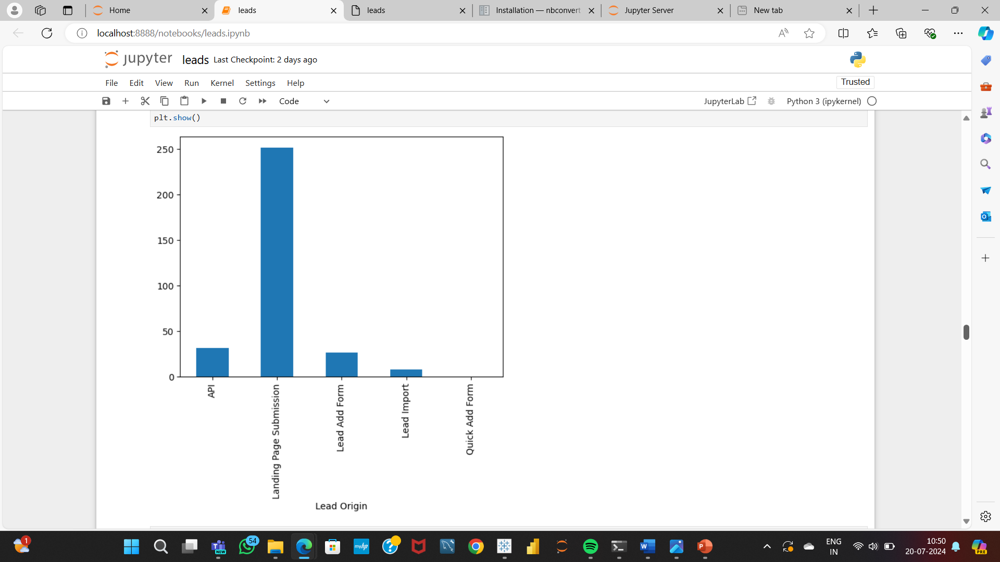 Home
leads
leads
Installation — nbconvert
Jupyter Server
New tab
localhost:8888/notebooks/leads.ipynb
jupyter leads Last Checkpoint: 2 days ago
File Edit View Run Kernel Settings Help
Trusted
Code
JupyterLab
Python 3 (ipykernel)
plt.show()
250
200
150
100
50
0
API
Landing Page Submission
Lead Add Form
Lead Import
Quick Add Form
Lead Origin
1
NEW
54
myhp
ENG
IN
10:50
20-07-2024
PRE